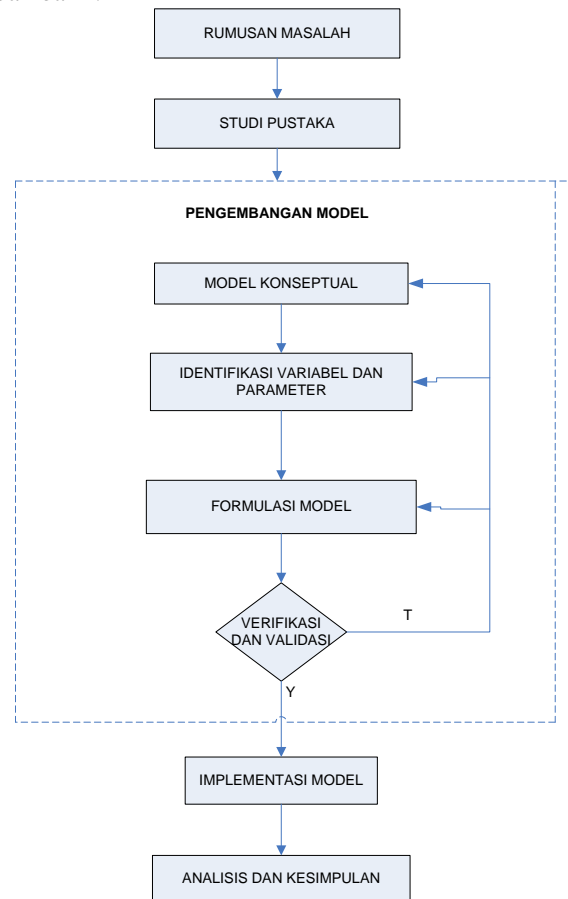 RUMUSAN MASALAH
STUDI PUSTAKA
PENGEMBANGAN MODEL
MODEL KONSEPTUAL
IDENTIFIKASI VARIABEL DAN
PARAMETER
FORMULASI MODEL
VERIFIKASI
DAN VALIDASI
T
Y
IMPLEMENTASI MODEL
ANALISIS DAN KESIMPULAN